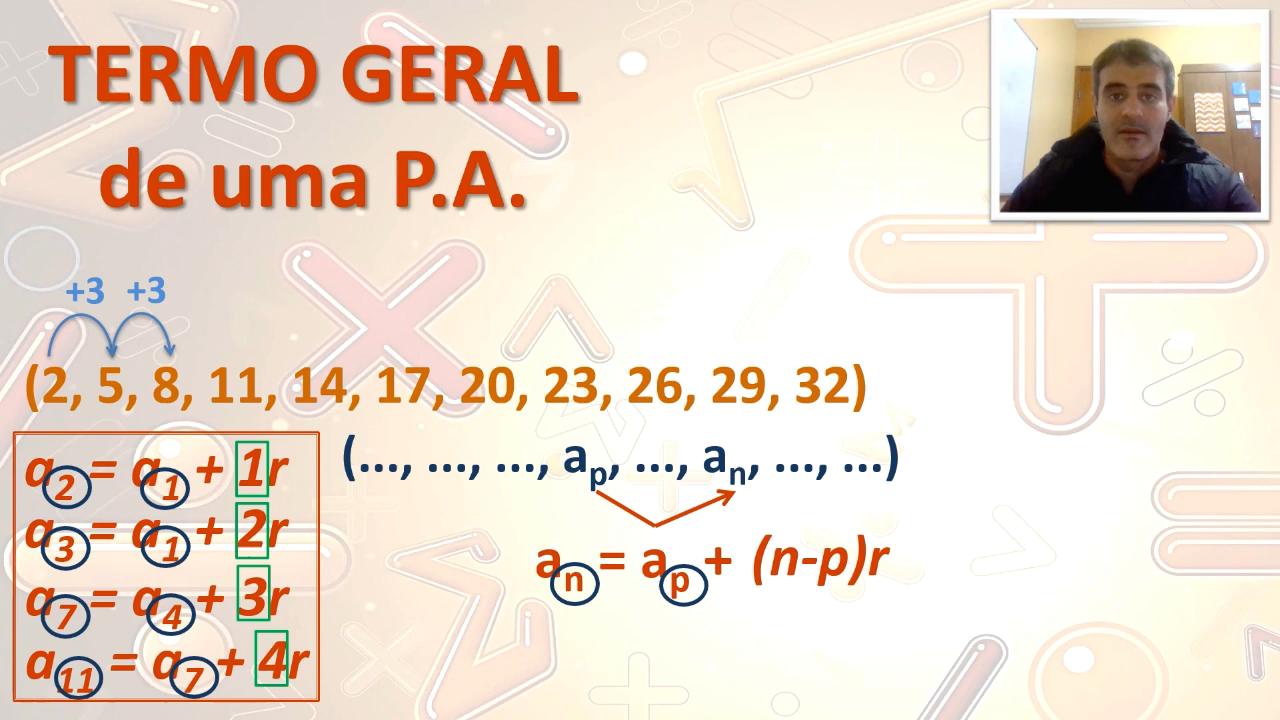 TERMO GERAL
de uma P.A.
+3 +3
(2, 5, 8, 11, 14, 17, 20, 23, 26, 29, 32)
(..., ..., ..., aₚ, ..., aₙ, ..., ...)
a₂ = a₁ + 1r
a₃ = a₁ + 2r
a₇ = a₄ + 3r
a₁₁ = a₇ + 4r
aₙ = aₚ + (n-p)r